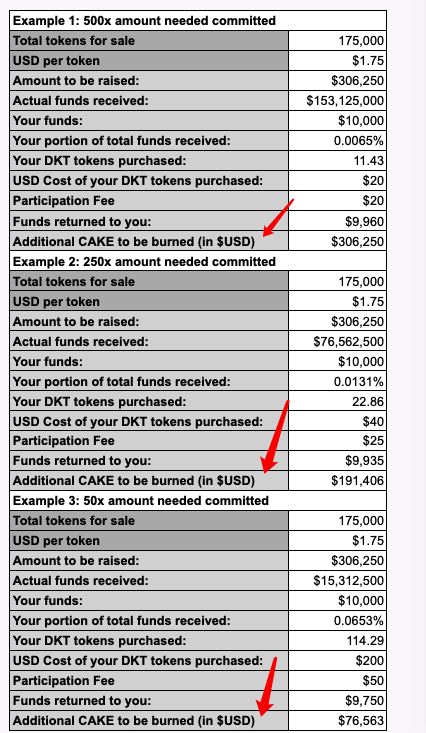 Example 1: 500x amount needed committed
Total tokens for sale 175,000
USD per token $1.75
Amount to be raised: $306,250
Actual funds received: $153,125,000
Your funds: $10,000
Your portion of total funds received: 0.0065%
Your DKT tokens purchased: 11.43
USD Cost of your DKT tokens purchased: $20
Participation Fee $20
Funds returned to you: $9,960
Additional CAKE to be burned (in $USD) $306,250
Example 2: 250x amount needed committed
Total tokens for sale 175,000
USD per token $1.75
Amount to be raised: $306,250
Actual funds received: $76,562,500
Your funds: $10,000
Your portion of total funds received: 0.0131%
Your DKT tokens purchased: 22.86
USD Cost of your DKT tokens purchased: $40
Participation Fee $25
Funds returned to you: $9,935
Additional CAKE to be burned (in $USD) $191,406
Example 3: 50x amount needed committed
Total tokens for sale 175,000
USD per token $1.75
Amount to be raised: $306,250
Actual funds received: $15,312,500
Your funds: $10,000
Your portion of total funds received: 0.0653%
Your DKT tokens purchased: 114.29
USD Cost of your DKT tokens purchased: $200
Participation Fee $50
Funds returned to you: $9,750
Additional CAKE to be burned (in $USD) $76,563